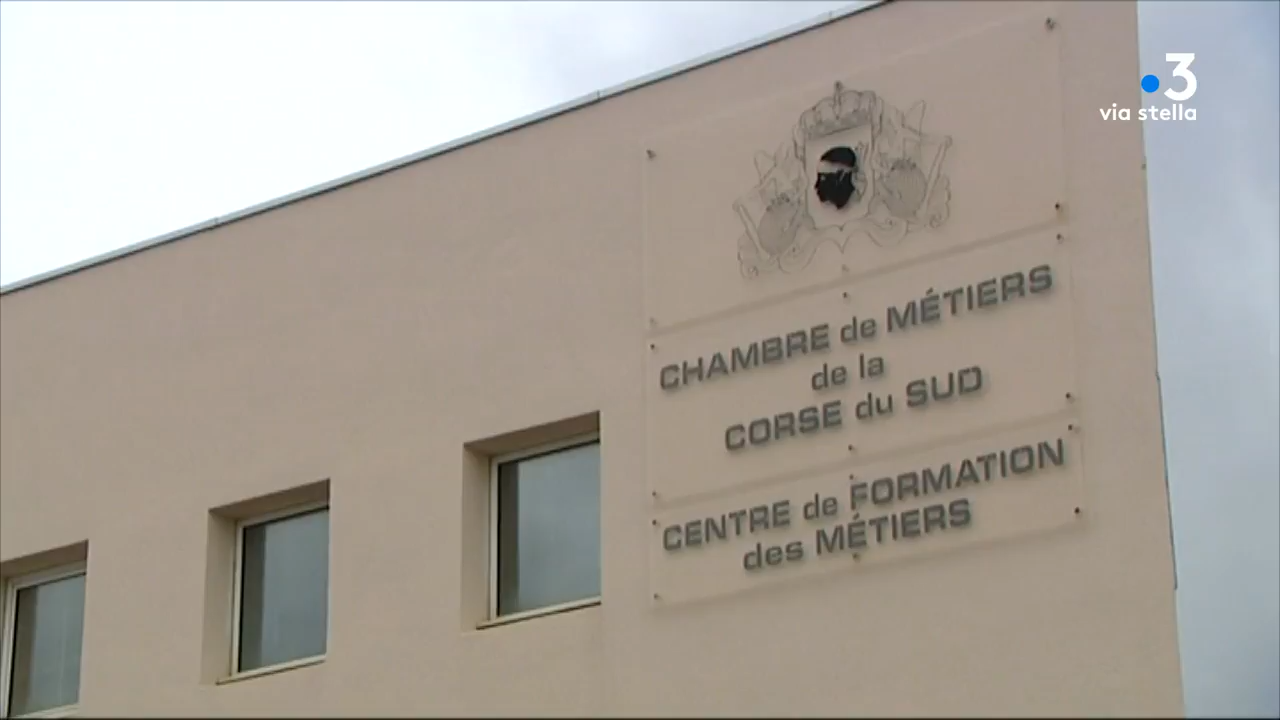 3
via stella
CHAMBRE de MÉTIERS
de la
CORSE du SUD
CENTRE de FORMATION
des MÉTIERS